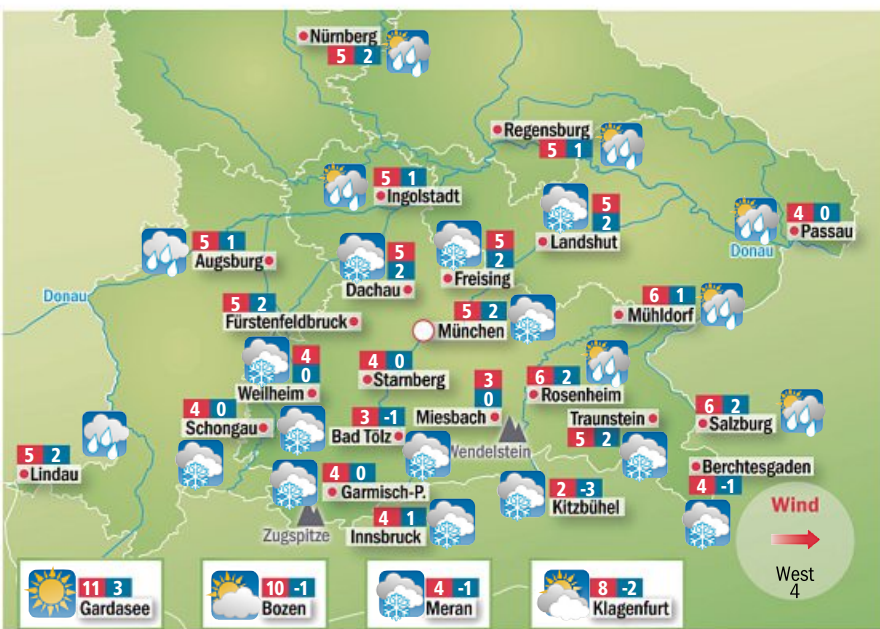 Nürnberg
5 2
Regensburg
5 1
5 1
Ingolstadt
5
2
Landshut
4 0
Passau
Donau
5 1
Augsburg
5
2
Dachau
5
2
Freising
Donau
5 2
Fürstenfeldbruck
5 2
München
6 1
Mühldorf
4
0
Weilheim
4 0
Starnberg
3
0
Miesbach
6 2
Rosenheim
4 0
Schongau
3 -1
Bad Tölz
Wendelstein
Traunstein
5 2
6 2
Salzburg
5 2
Lindau
4 0
Garmisch-P.
Zugspitze
4 1
Innsbruck
2 -3
Kitzbühel
Berchtesgaden
4 -1
Wind
West
4
11 3
Gardasee
10 -1
Bozen
4 -1
Meran
8 -2
Klagenfurt